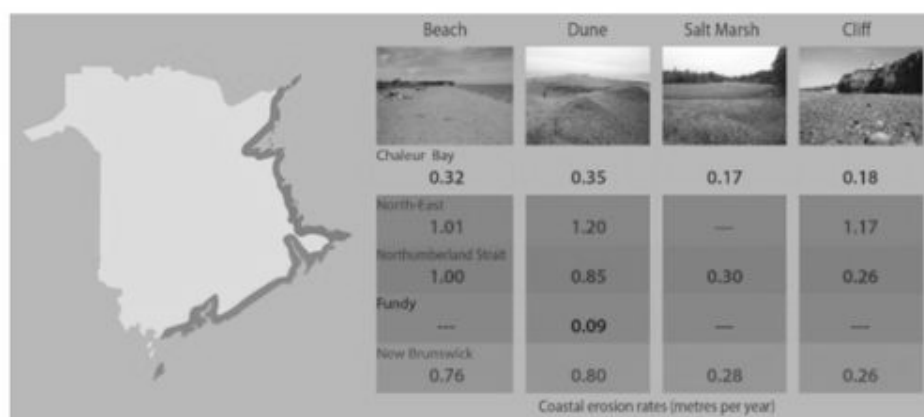 Beach Dune Salt Marsh Cliff
Chaleur Bay
0.32 0.35 0.17 0.18
North-East
1.01 1.20 --- 1.17
Northumberland Strait
1.00 0.85 0.30 0.26
Fundy
--- 0.09 --- ---
New Brunswick
0.76 0.80 0.28 0.26
Coastal erosion rates (metres per year)